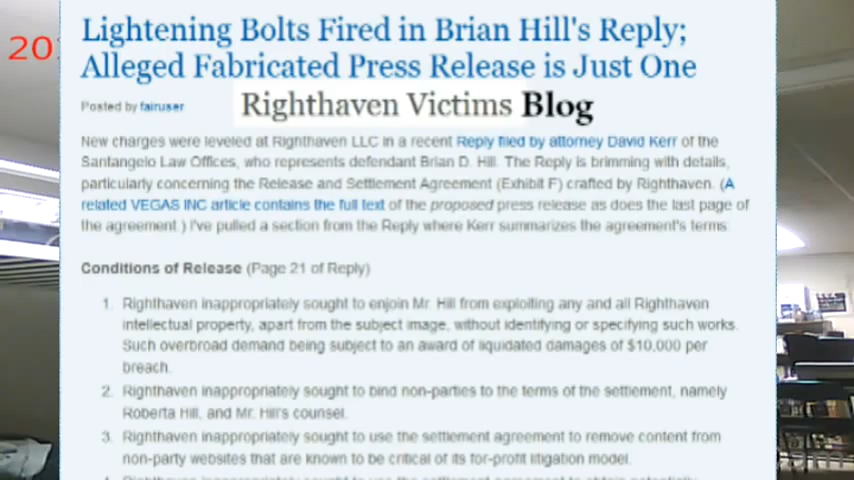 Lightening Bolts Fired in Brian Hill's Reply;
Alleged Fabricated Press Release is Just One
20
Posted by fairuser
Righthaven Victims Blog
New charges were leveled at Righthaven LLC in a recent Reply filed by attorney David Kerr of the
Santangelo Law Offices, who represents defendant Brian D. Hill. The Reply is brimming with details,
particularly concerning the Release and Settlement Agreement (Exhibit F) crafted by Righthaven. (A
related VEGAS INC article contains the full text of the proposed press release as does the last page of
the agreement.) I've pulled a section from the Reply where Kerr summarizes the agreement's terms.
Conditions of Release (Page 21 of Reply)
1. Righthaven inappropriately sought to enjoin Mr. Hill from exploiting any and all Righthaven
intellectual property, apart from the subject image, without identifying or specifying such works.
Such overbroad demand being subject to an award of liquidated damages of $10,000 per
breach.
2. Righthaven inappropriately sought to bind non-parties to the terms of the settlement, namely
Roberta Hill, and Mr. Hill's counsel.
3. Righthaven inappropriately sought to use the settlement agreement to remove content from
non-party websites that are known to be critical of its for-profit litigation model.